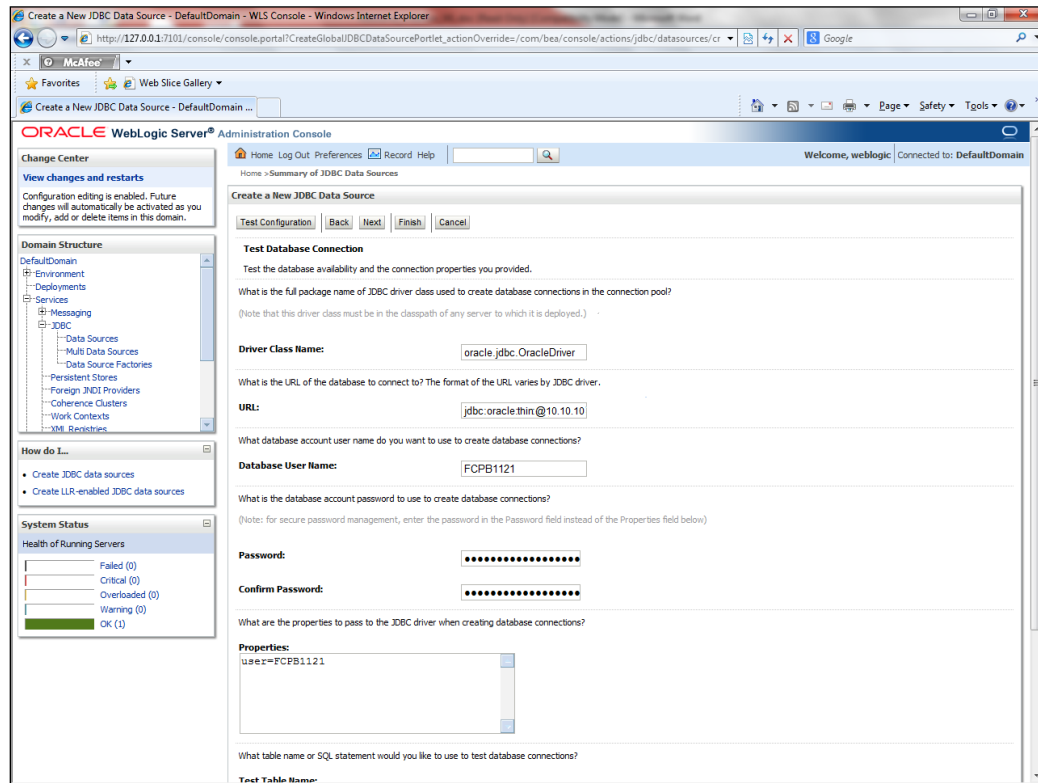 Create a New JDBC Data Source - DefaultDomain - WLS Console - Windows Internet Explorer
http://127.0.0.1:7101/console/console.portal?CreateGlobalJDBCDataSourcePortlet_actionOverride=/com/bea/console/actions/jdbc/datasources/cr
Google
x McAfee
Favorites Web Slice Gallery
Create a New JDBC Data Source - DefaultDomain ...
Page Safety Tools
ORACLE WebLogic Server® Administration Console
Change Center
View changes and restarts
Configuration editing is enabled. Future
changes will automatically be activated as you
modify, add or delete items in this domain.
Domain Structure
DefaultDomain
Environment
Deployments
Services
Messaging
JDBC
Data Sources
Multi Data Sources
Data Source Factories
Persistent Stores
Foreign JNDI Providers
Coherence Clusters
Work Contexts
XML Registries
How do I...
Create JDBC data sources
Create LLR-enabled JDBC data sources
System Status
Health of Running Servers
Failed (0)
Critical (0)
Overloaded (0)
Warning (0)
OK (1)
Home Log Out Preferences Record Help
Welcome, weblogic Connected to: DefaultDomain
Home >Summary of JDBC Data Sources
Create a New JDBC Data Source
Test Configuration Back Next Finish Cancel
Test Database Connection
Test the database availability and the connection properties you provided.
What is the full package name of JDBC driver class used to create database connections in the connection pool?
(Note that this driver class must be in the classpath of any server to which it is deployed.)
Driver Class Name: oracle.jdbc.OracleDriver
What is the URL of the database to connect to? The format of the URL varies by JDBC driver.
URL: jdbc:oracle:thin:@10.10.10
What database account user name do you want to use to create database connections?
Database User Name: FCPB1121
What is the database account password to use to create database connections?
(Note: for secure password management, enter the password in the Password field instead of the Properties field below)
Password: ●●●●●●●●●●●●●●●●●●
Confirm Password: ●●●●●●●●●●●●●●●●●●
What are the properties to pass to the JDBC driver when creating database connections?
Properties:
user=FCPB1121
What table name or SQL statement would you like to use to test database connections?
Test Table Name: